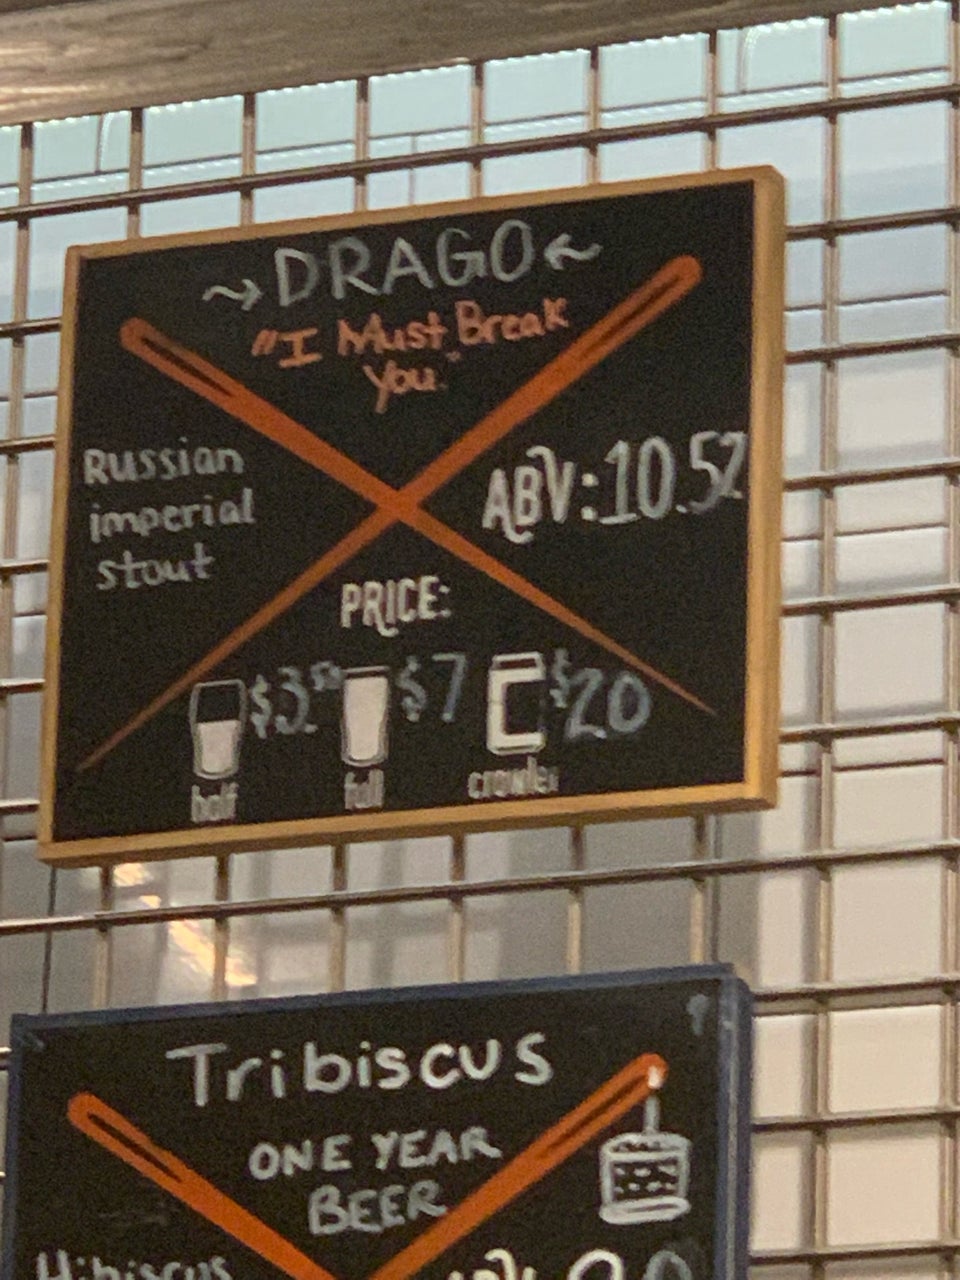 →DRAGO←
"I Must Break
You."
Russian
imperial
stout
ABV:10.5%
PRICE:
$3.50 $7 $20
half full crowler
Tribiscus
ONE YEAR
BEER
Hibiscus